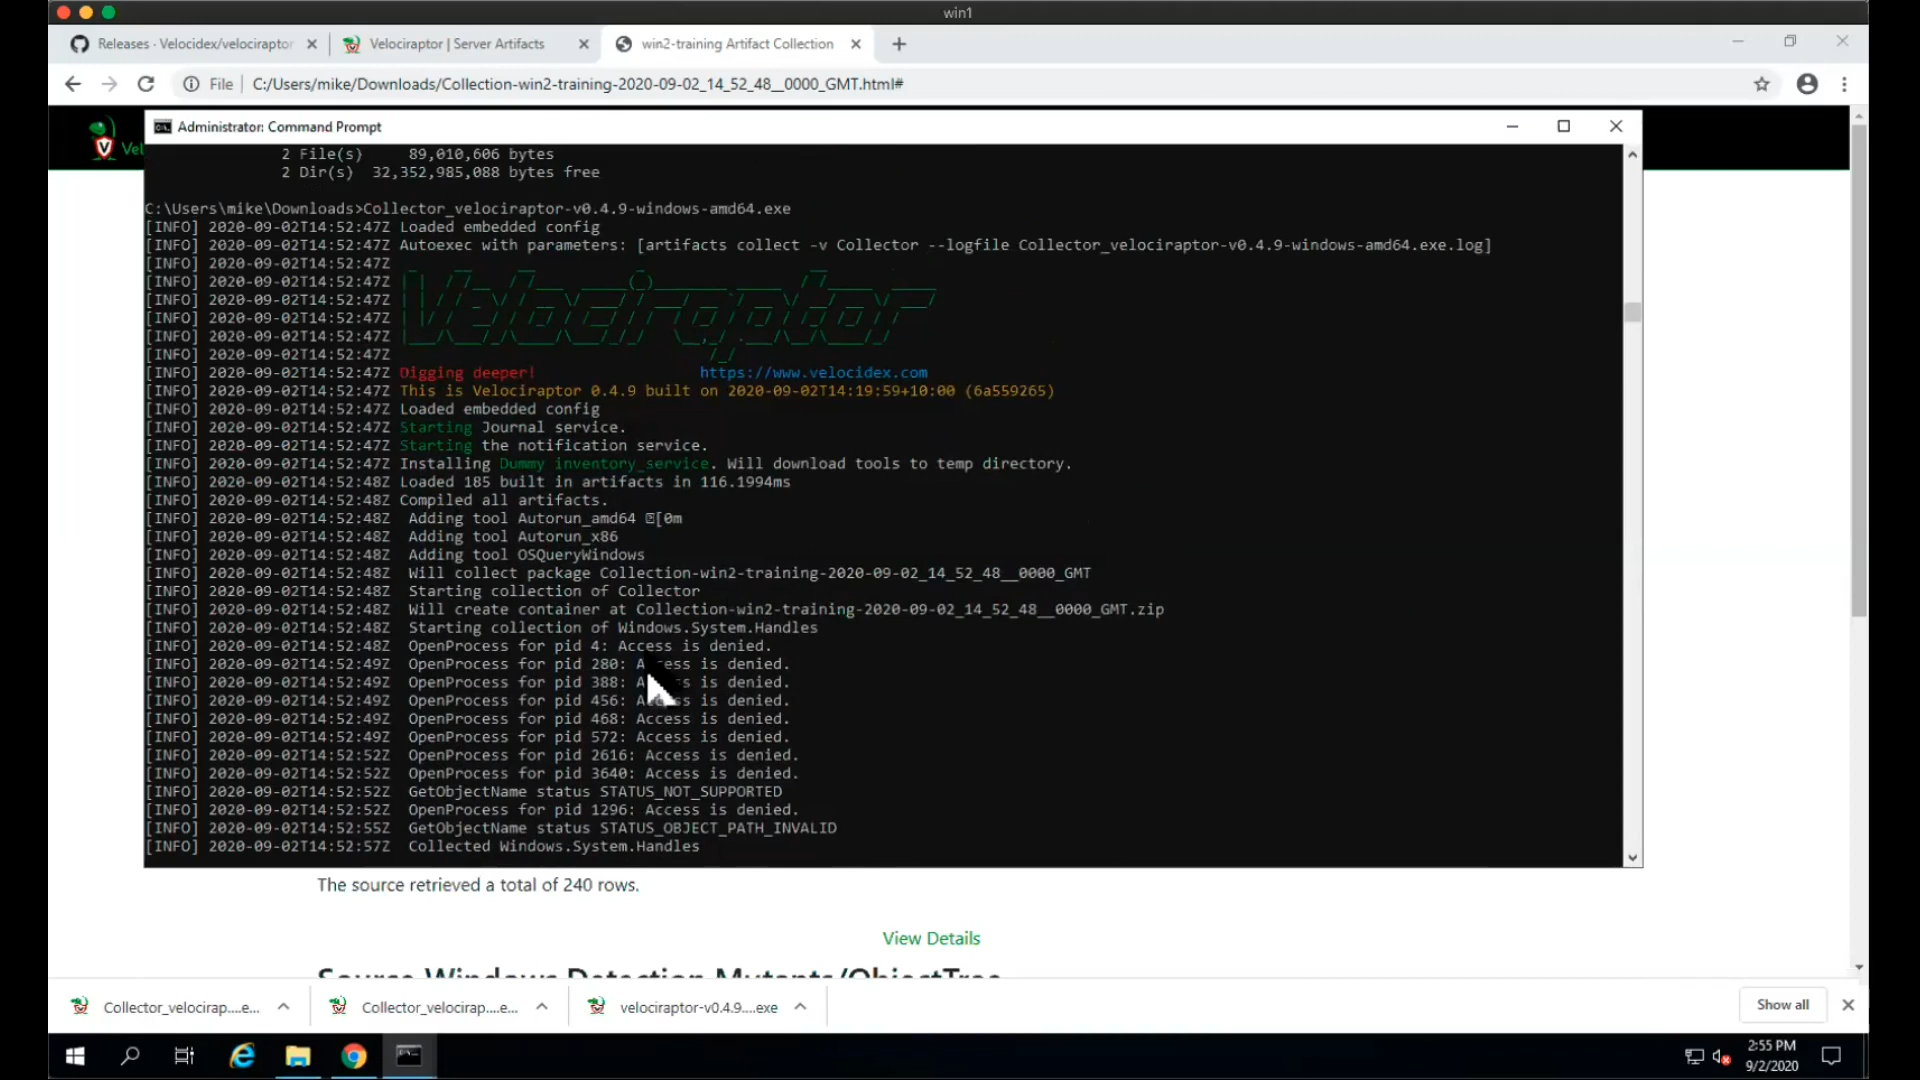 win1
Releases · Velocidex/velociraptor
Velociraptor | Server Artifacts
win2-training Artifact Collection
File
C:/Users/mike/Downloads/Collection-win2-training-2020-09-02_14_52_48__0000_GMT.html#
Vel
Administrator: Command Prompt
2 File(s) 89,010,606 bytes
2 Dir(s) 32,352,985,088 bytes free
C:\Users\mike\Downloads>Collector_velociraptor-v0.4.9-windows-amd64.exe
[INFO] 2020-09-02T14:52:47Z Loaded embedded config
[INFO] 2020-09-02T14:52:47Z Autoexec with parameters: [artifacts collect -v Collector --logfile Collector_velociraptor-v0.4.9-windows-amd64.exe.log]
[INFO] 2020-09-02T14:52:47Z
[INFO] 2020-09-02T14:52:47Z
[INFO] 2020-09-02T14:52:47Z Velociraptor
[INFO] 2020-09-02T14:52:47Z
[INFO] 2020-09-02T14:52:47Z
[INFO] 2020-09-02T14:52:47Z
[INFO] 2020-09-02T14:52:47Z Digging deeper! https://www.velocidex.com
[INFO] 2020-09-02T14:52:47Z This is Velociraptor 0.4.9 built on 2020-09-02T14:19:59+10:00 (6a559265)
[INFO] 2020-09-02T14:52:47Z Loaded embedded config
[INFO] 2020-09-02T14:52:47Z Starting Journal service.
[INFO] 2020-09-02T14:52:47Z Starting the notification service.
[INFO] 2020-09-02T14:52:47Z Installing Dummy inventory_service. Will download tools to temp directory.
[INFO] 2020-09-02T14:52:48Z Loaded 185 built in artifacts in 116.1994ms
[INFO] 2020-09-02T14:52:48Z Compiled all artifacts.
[INFO] 2020-09-02T14:52:48Z Adding tool Autorun_amd64 [0m
[INFO] 2020-09-02T14:52:48Z Adding tool Autorun_x86
[INFO] 2020-09-02T14:52:48Z Adding tool OSQueryWindows
[INFO] 2020-09-02T14:52:48Z Will collect package Collection-win2-training-2020-09-02_14_52_48__0000_GMT
[INFO] 2020-09-02T14:52:48Z Starting collection of Collector
[INFO] 2020-09-02T14:52:48Z Will create container at Collection-win2-training-2020-09-02_14_52_48__0000_GMT.zip
[INFO] 2020-09-02T14:52:48Z Starting collection of Windows.System.Handles
[INFO] 2020-09-02T14:52:48Z OpenProcess for pid 4: Access is denied.
[INFO] 2020-09-02T14:52:49Z OpenProcess for pid 280: Access is denied.
[INFO] 2020-09-02T14:52:49Z OpenProcess for pid 388: Access is denied.
[INFO] 2020-09-02T14:52:49Z OpenProcess for pid 456: Access is denied.
[INFO] 2020-09-02T14:52:49Z OpenProcess for pid 468: Access is denied.
[INFO] 2020-09-02T14:52:49Z OpenProcess for pid 572: Access is denied.
[INFO] 2020-09-02T14:52:52Z OpenProcess for pid 2616: Access is denied.
[INFO] 2020-09-02T14:52:52Z OpenProcess for pid 3640: Access is denied.
[INFO] 2020-09-02T14:52:52Z GetObjectName status STATUS_NOT_SUPPORTED
[INFO] 2020-09-02T14:52:52Z OpenProcess for pid 1296: Access is denied.
[INFO] 2020-09-02T14:52:55Z GetObjectName status STATUS_OBJECT_PATH_INVALID
[INFO] 2020-09-02T14:52:57Z Collected Windows.System.Handles
The source retrieved a total of 240 rows.
View Details
Source Windows.Detection.Mutants/ObjectTree
Collector_velocirap....e...
Collector_velocirap....e...
velociraptor-v0.4.9....exe
Show all
2:55 PM
9/2/2020